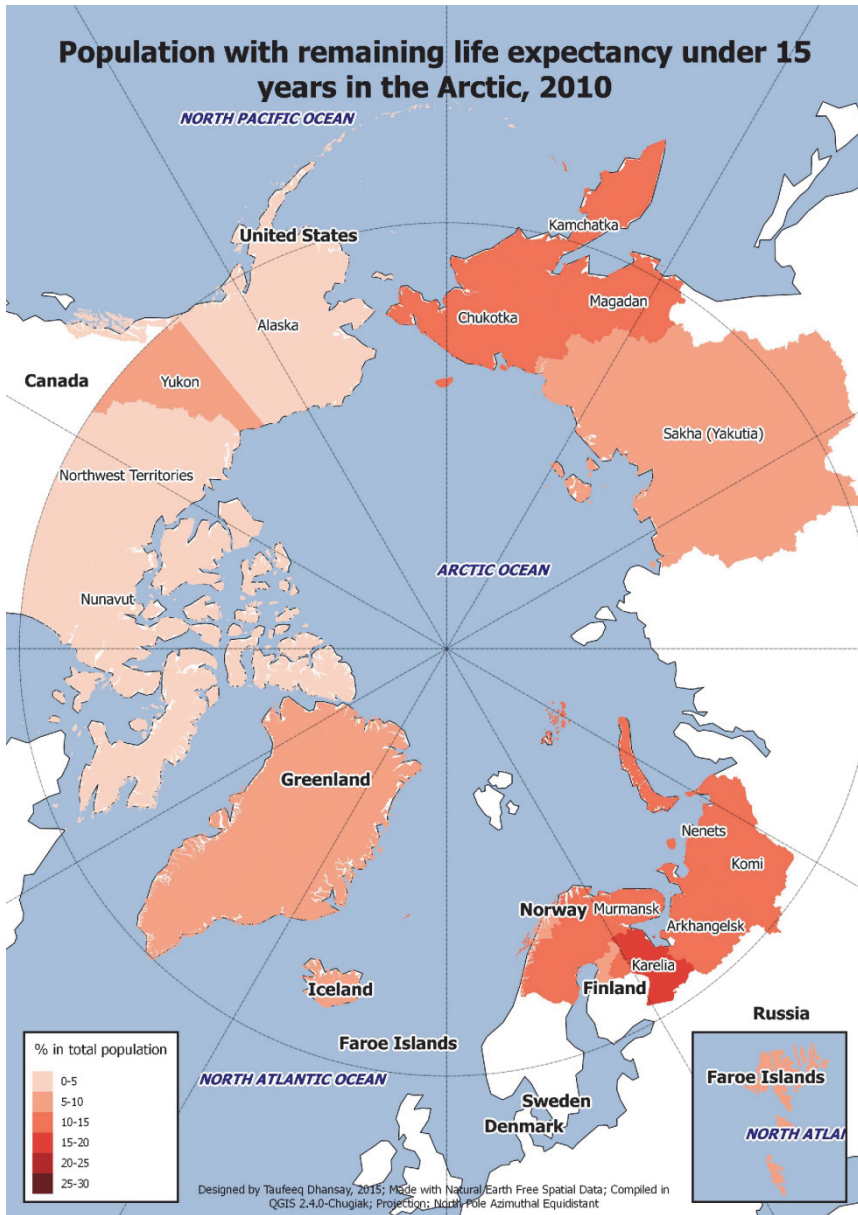 Population with remaining life expectancy under 15
years in the Arctic, 2010
NORTH PACIFIC OCEAN
Kamchatka
United States
Magadan
Chukotka
Alaska
Canada
Yukon
Sakha (Yakutia)
Northwest Territories
ARCTIC OCEAN
Nunavut
Greenland
Nenets
Komi
Norway
Murmansk
Arkhangelsk
Karelia
Iceland
Finland
Russia
Faroe Islands
% in total population
0-5
5-10
10-15
15-20
20-25
25-30
NORTH ATLANTIC OCEAN
Sweden
Denmark
Faroe Islands
NORTH ATLA
Designed by Taufeeq Dhansay, 2015; Made with Natural Earth Free Spatial Data; Compiled in
QGIS 2.4.0-Chugiak; Projection: North Pole Azimuthal Equidistant